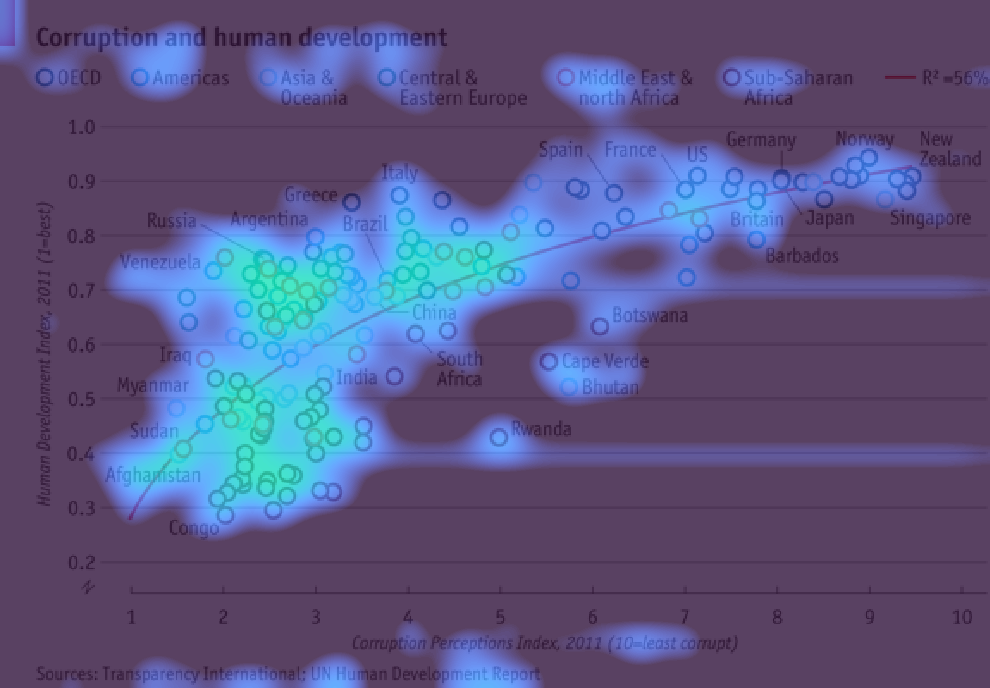 Corruption and human development
OECD
Americas
Asia &
Oceania
Central &
Eastern Europe
Middle East &
north Africa
Sub-Saharan
Africa
R² =56%
Human Development Index, 2011 (1=best)
1.0
0.9
0.8
0.7
0.6
0.5
0.4
0.3
0.2
Germany
Norway
New
Zealand
Spain
France
US
Italy
Greece
Russia
Argentina
Brazil
Britain
Japan
Singapore
Barbados
Venezuela
China
Botswana
Iraq
South
Africa
Cape Verde
Myanmar
India
Bhutan
Sudan
Rwanda
Afghanistan
Congo
1 2 3 4 5 6 7 8 9 10
Corruption Perceptions Index, 2011 (10=least corrupt)
Sources: Transparency International; UN Human Development Report